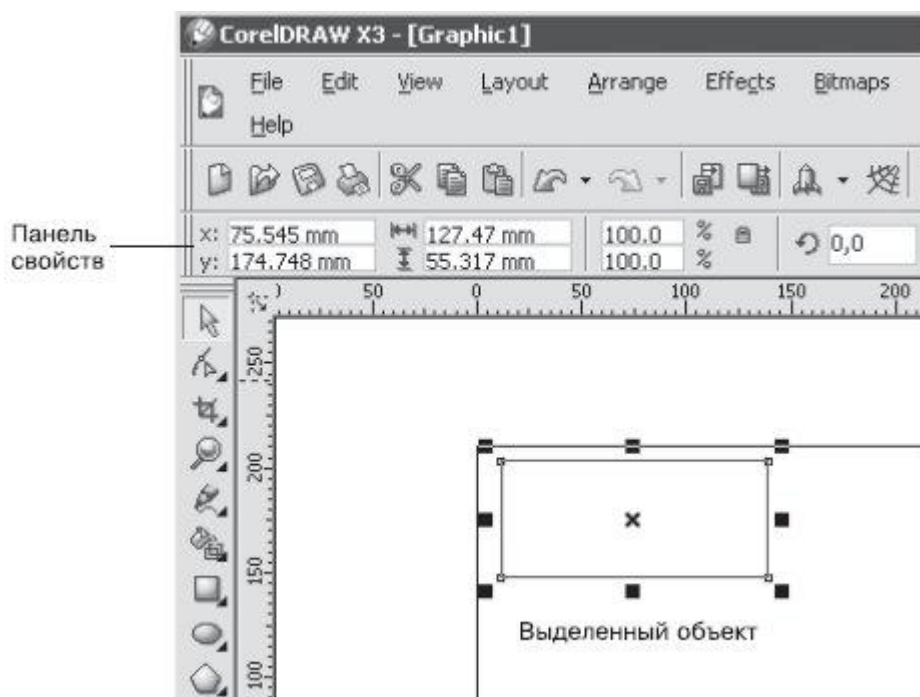 CorelDRAW X3 - [Graphic1]
File Edit View Layout Arrange Effects Bitmaps
Help
Панель
свойств
x: 75.545 mm 127.47 mm 100.0 %
y: 174.748 mm 55.317 mm 100.0 % 0,0
50 0 50 100 150 200
250
200
150
100
Выделенный объект